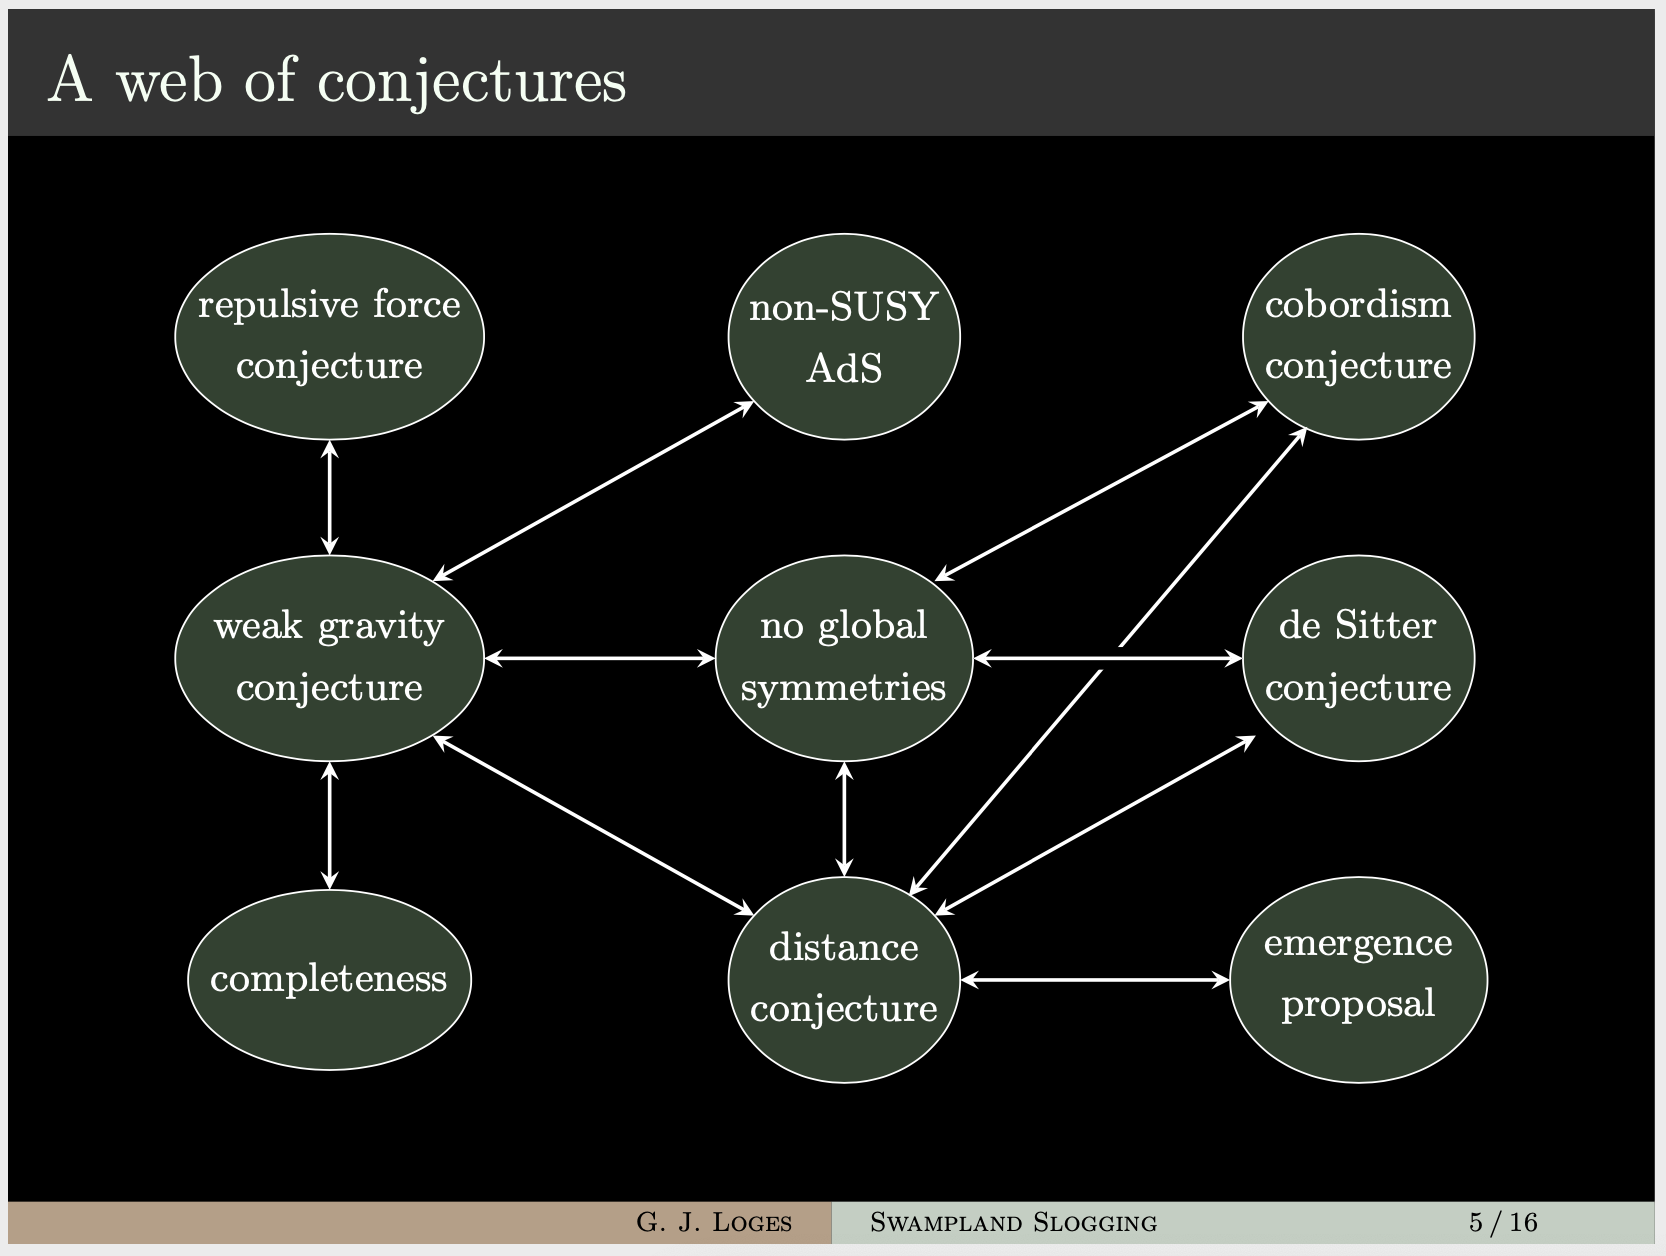 A web of conjectures
repulsive force
conjecture
non-SUSY
AdS
cobordism
conjecture
weak gravity
conjecture
no global
symmetries
de Sitter
conjecture
completeness
distance
conjecture
emergence
proposal
G. J. Loges
Swampland Slogging
5 / 16